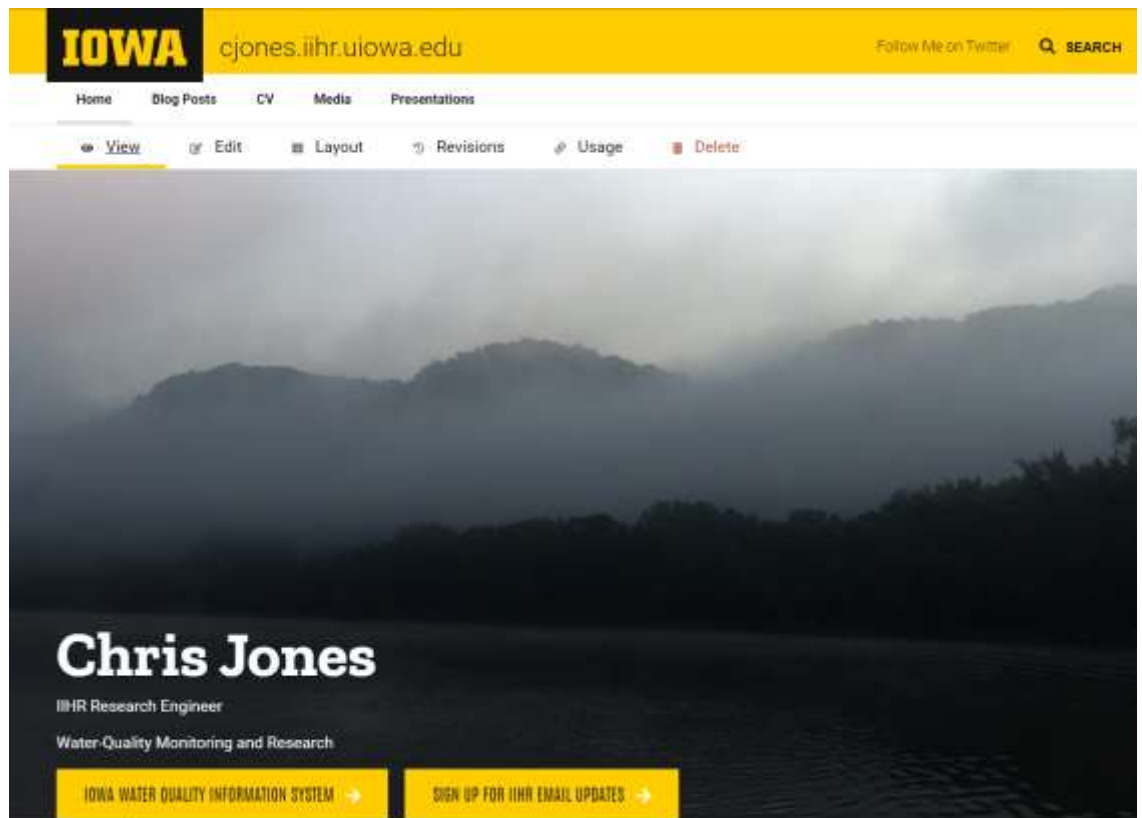 IOWA cjones.iihr.uiowa.edu Follow Me on Twitter SEARCH
Home Blog Posts CV Media Presentations
View Edit Layout Revisions Usage Delete
Chris Jones
IIHR Research Engineer
Water-Quality Monitoring and Research
IOWA WATER QUALITY INFORMATION SYSTEM SIGN UP FOR IIHR EMAIL UPDATES